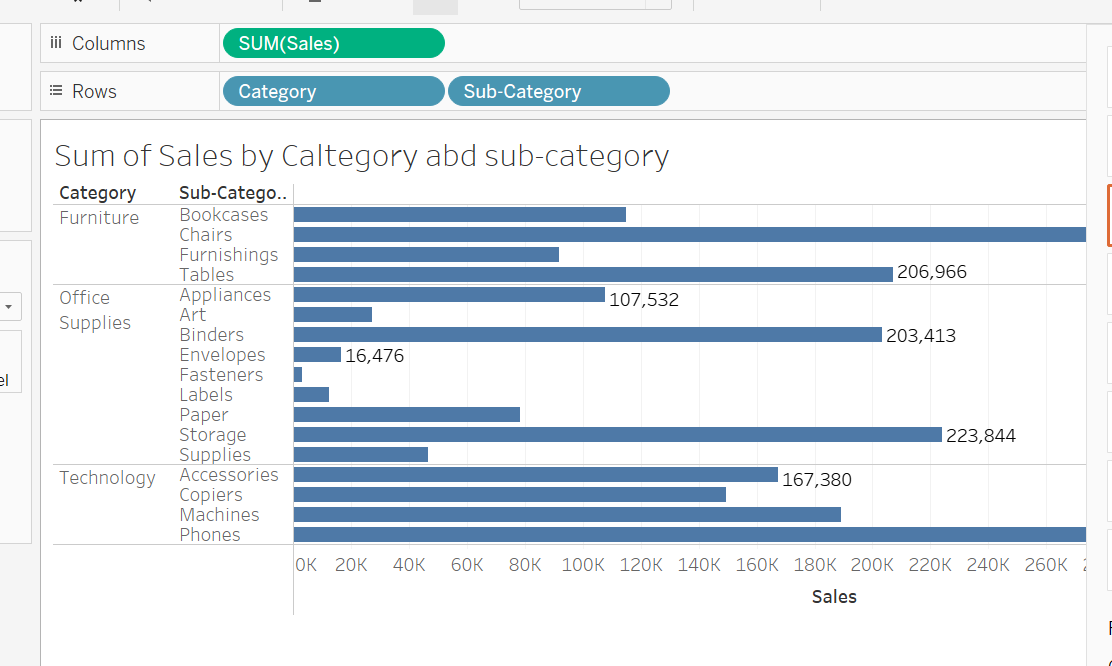 Columns SUM(Sales)
Rows Category Sub-Category
Sum of Sales by Caltegory abd sub-category
Category Sub-Catego..
Furniture Bookcases
Chairs
Furnishings
Tables 206,966
Office Supplies Appliances 107,532
Art
Binders 203,413
Envelopes 16,476
Fasteners
Labels
Paper
Storage 223,844
Supplies
Technology Accessories 167,380
Copiers
Machines
Phones
0K 20K 40K 60K 80K 100K 120K 140K 160K 180K 200K 220K 240K 260K
Sales